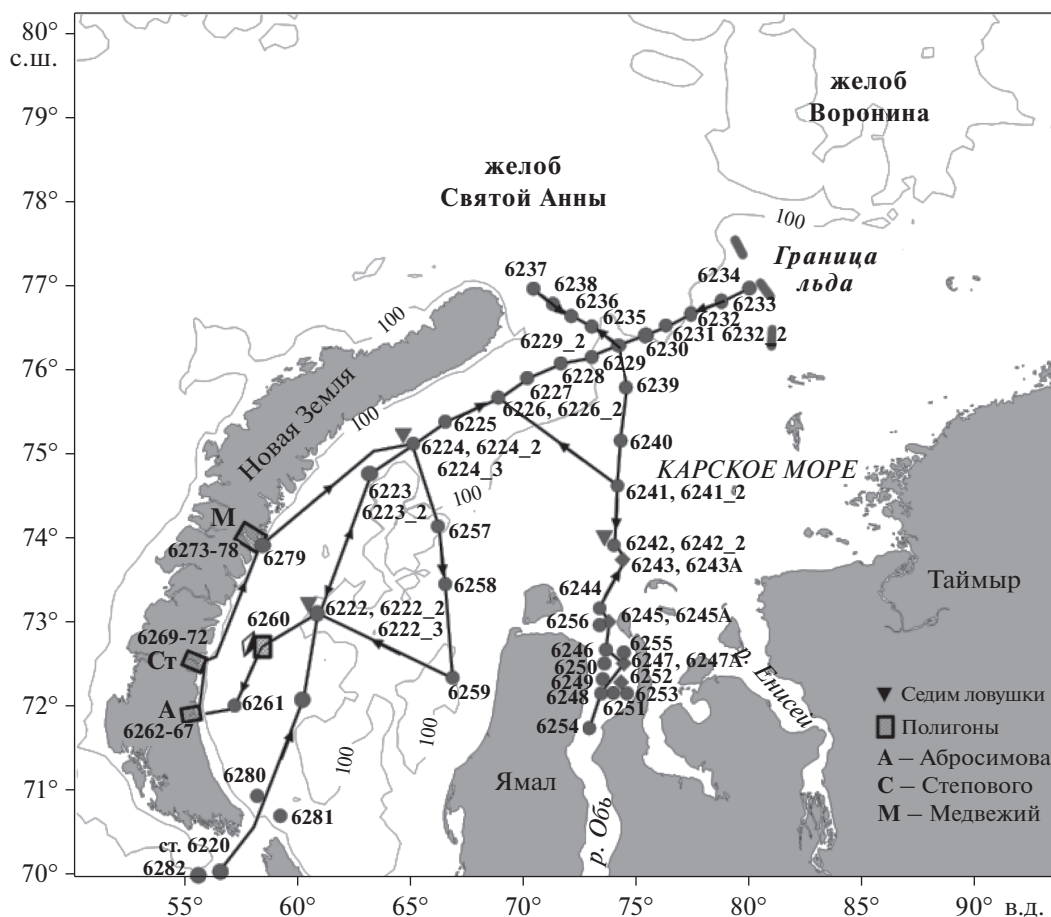 80°
с.ш.
79°
78°
77°
76°
75°
74°
73°
72°
71°
70°
желоб
Воронина
желоб
Святой Анны
100
Граница
льда
6237
6238
6236
6235
6234
6233
6232
6231 6232_2
6230
6229_2
6229
6228
6227
6226, 6226_2
6225
6224, 6224_2
6224_3
6223
6223_2
100
100
100
Новая Земля
6239
6240
КАРСКОЕ МОРЕ
6241, 6241_2
6242, 6242_2
6243, 6243A
6257
6258
6259
М
6273-78
6279
6260
6222, 6222_2
6222_3
6269-72
Ст
А
6262-67
6261
6244
6256
6245, 6245A
6246
6255
6250
6247, 6247A
6249
6252
6248
6253
6251
6254
Таймыр
р. Енисей
Ямал
р. Обь
100
100
6280
6281
ст. 6220
6282
Седим ловушки
Полигоны
А – Абросимова
С – Степового
М – Медвежий
55° 60° 65° 70° 75° 80° 85° 90° в.д.